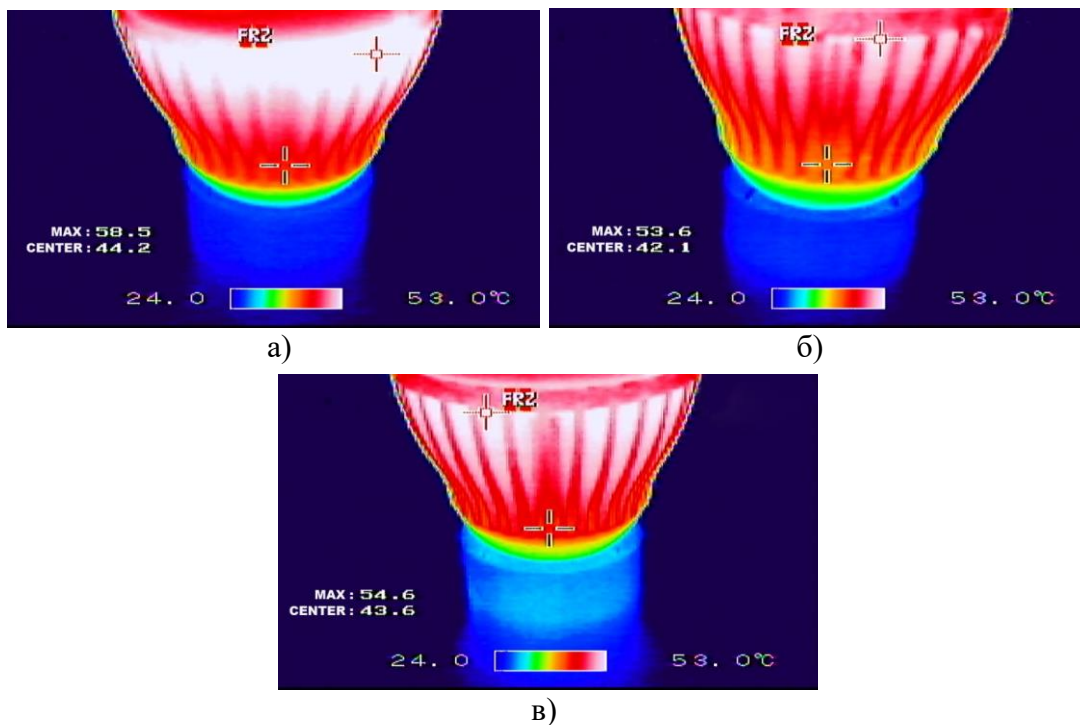 FRZ
MAX:58.5
CENTER:44.2
24.0 53.0°C
а)
FRZ
MAX:53.6
CENTER:42.1
24.0 53.0°C
б)
FRZ
MAX:54.6
CENTER:43.6
24.0 53.0°C
в)